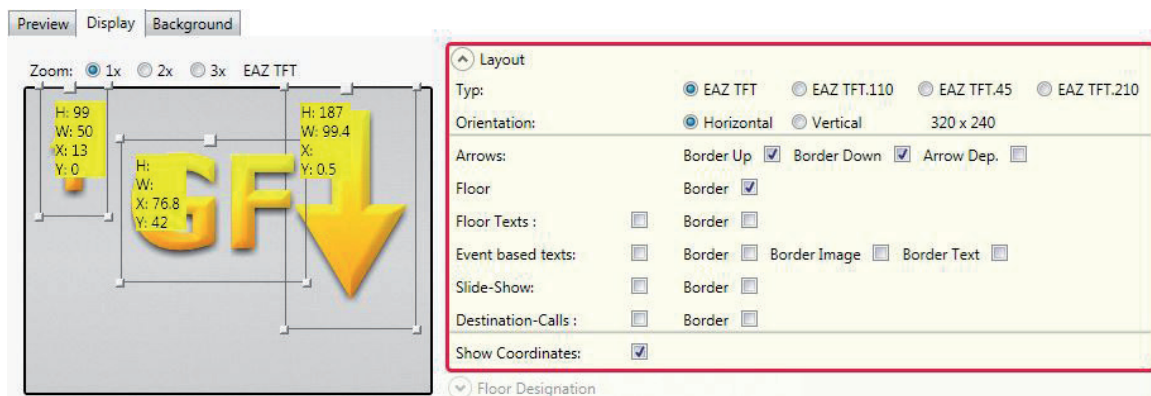 Preview Display Background
Zoom: 1x 2x 3x EAZ TFT
H: 99
W: 50
X: 13
Y: 0
H:
W:
X: 76.8
Y: 42
GF
H: 187
W: 99.4
X:
Y: 0.5
Layout
Typ: EAZ TFT EAZ TFT.110 EAZ TFT.45 EAZ TFT.210
Orientation: Horizontal Vertical 320 x 240
Arrows: Border Up Border Down Arrow Dep.
Floor Border
Floor Texts : Border
Event based texts: Border Border Image Border Text
Slide-Show: Border
Destination-Calls : Border
Show Coordinates:
Floor Designation